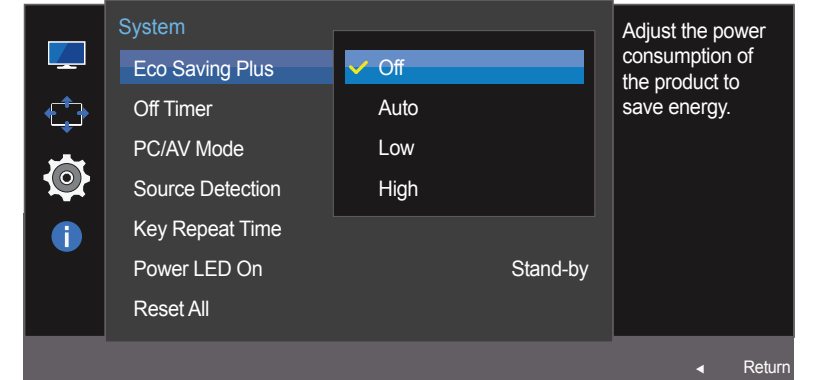 System
Eco Saving Plus
Off
Off Timer
Auto
PC/AV Mode
Low
Source Detection
High
Key Repeat Time
Power LED On Stand-by
Reset All
Adjust the power
consumption of
the product to
save energy.
Return